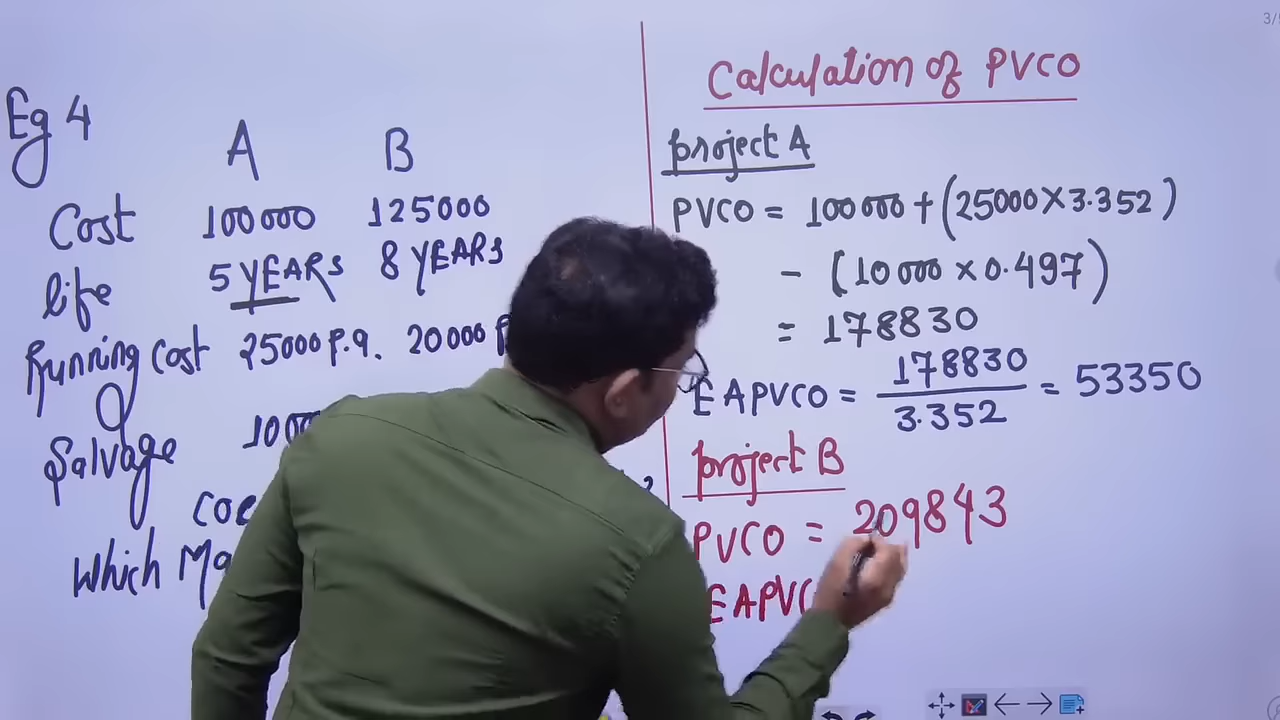 Eg 4
A B
Cost 100000 125000
life 5 YEARS 8 YEARS
Running Cost 25000 P.a. 20000
Salvage
Which
Calculation of PVCO
project A
PVCO = 100000 + (25000 × 3.352)
- (10000 × 0.497)
= 178830
EAPVCO = 178830 / 3.352 = 53350
project B
PVCO = 209843
3/